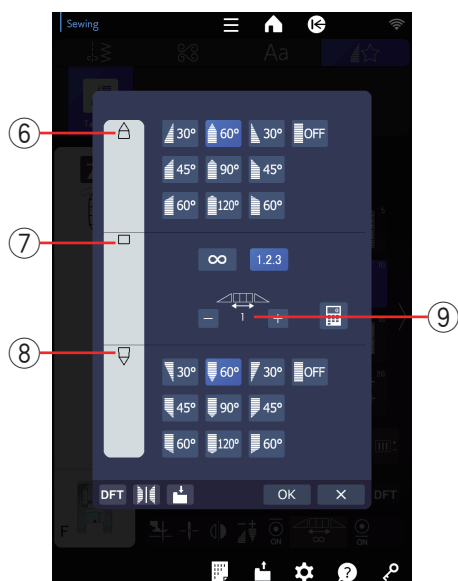 Sewing
Aa
⑥ 30° 60° 30° OFF
45° 90° 45°
60° 120° 60°
⑦ ∞ 1.2.3
− 1 + ⑨
⑧ 30° 60° 30° OFF
45° 90° 45°
60° 120° 60°
DFT OK × DFT
F ON ∞ ON
?